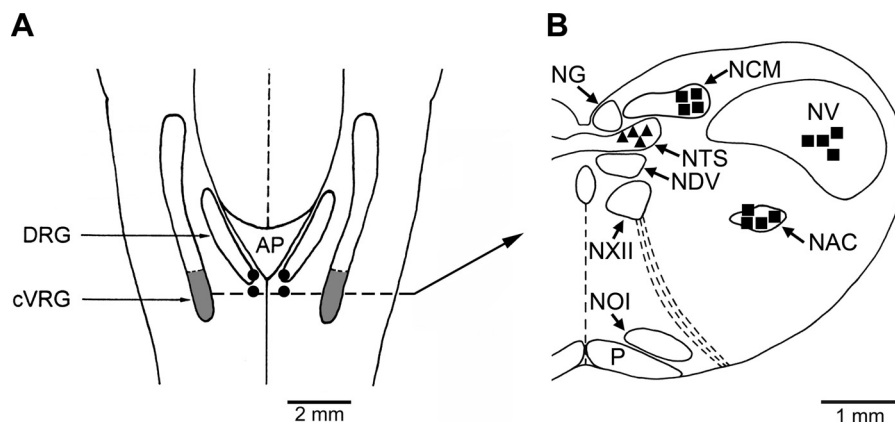 A
DRG
cVRG
AP
2 mm
B
NG
NCM
NV
NTS
NDV
NXII
NAC
NOI
P
1 mm